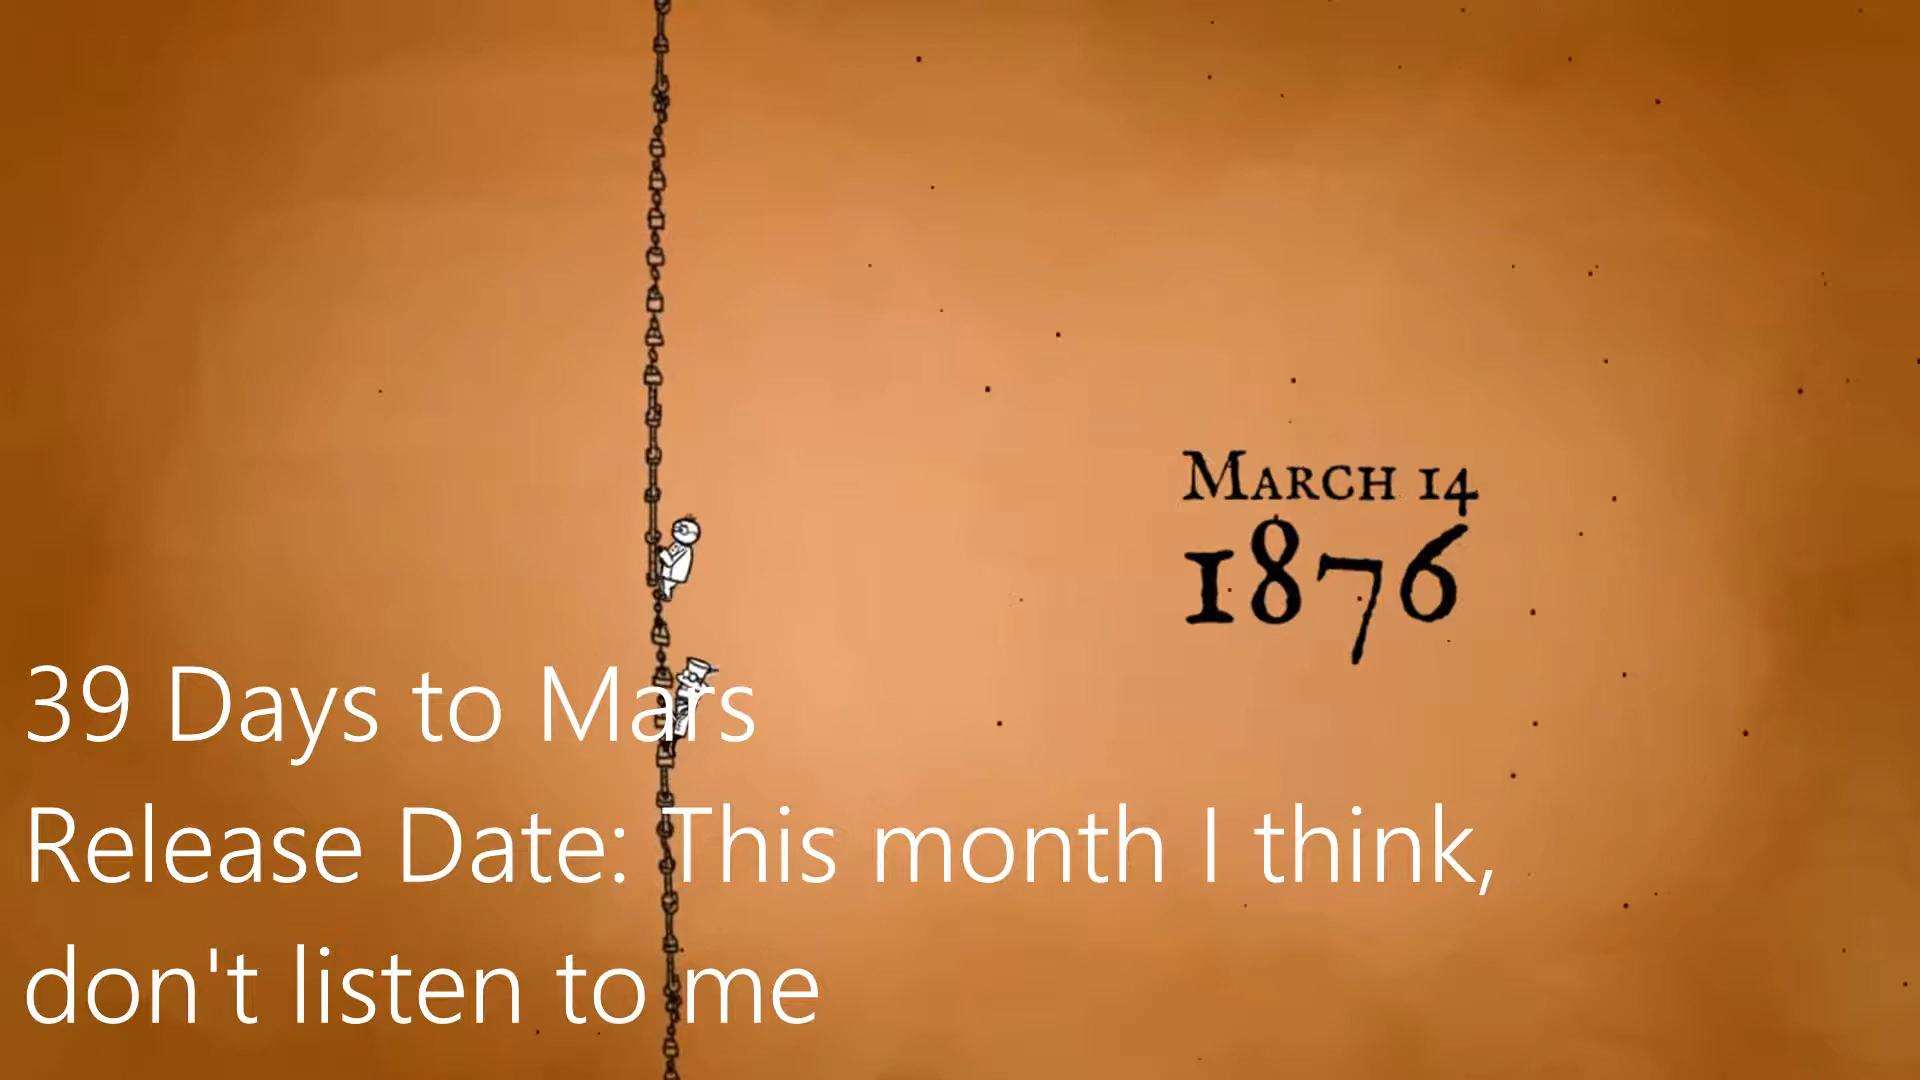 March 14
1876
39 Days to Mars
Release Date: This month I think,
don't listen to me